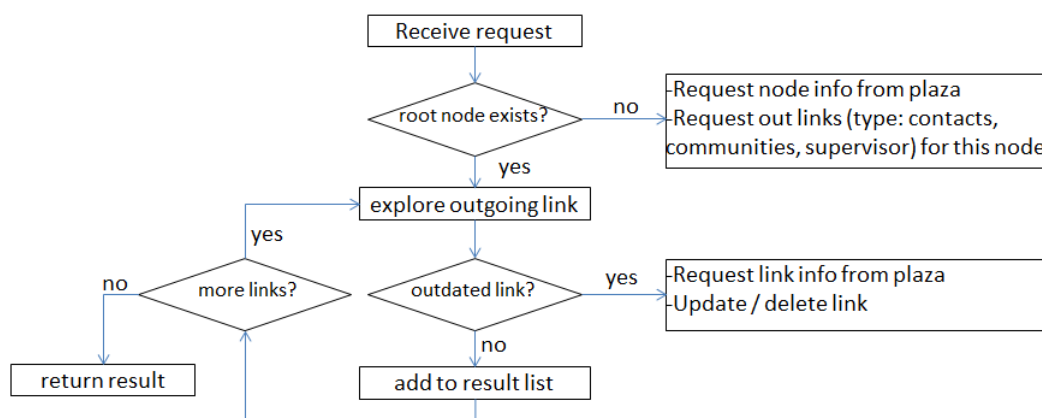 Receive request
root node exists?
no
-Request node info from plaza
-Request out links (type: contacts,
communities, supervisor) for this node
yes
explore outgoing link
yes
no
more links?
outdated link?
yes
-Request link info from plaza
-Update / delete link
no
return result
add to result list